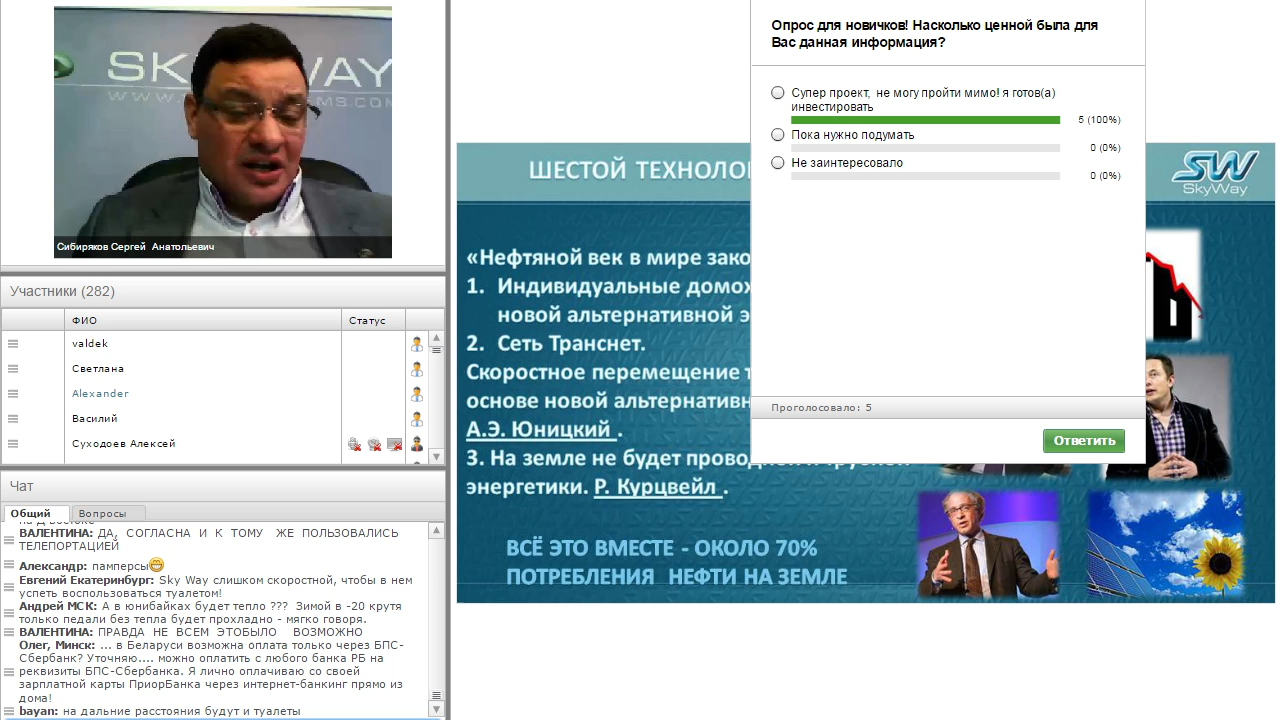 SK WAY
WWW. MS.COM
Сибиряков Сергей Анатольевич
Участники (282)
ФИО
Статус
valdek
Светлана
Alexander
Василий
Суходоев Алексей
Чат
Общий
Вопросы
ВАЛЕНТИНА: ДА, СОГЛАСНА И К ТОМУ ЖЕ ПОЛЬЗОВАЛИСЬ
ТЕЛЕПОРТАЦИЕЙ
Александр: памперсы
Евгений Екатеринбург: Sky Way слишком скоростной, чтобы в нем
успеть воспользоваться туалетом!
Андрей МСК: А в юнибайках будет тепло ??? Зимой в -20 крутя
только педали без тепла будет прохладно - мягко говоря.
ВАЛЕНТИНА: ПРАВДА НЕ ВСЕМ ЭТОБЫЛО ВОЗМОЖНО
Олег, Минск: ... в Беларуси возможна оплата только через БПС-
Сбербанк? Уточняю.... можно оплатить с любого банка РБ на
реквизиты БПС-Сбербанка. Я лично оплачиваю со своей
зарплатной карты ПриорБанка через интернет-банкинг прямо из
дома!
bayan: на дальние расстояния будут и туалеты
Опрос для новичков! Насколько ценной была для
Вас данная информация?
Супер проект, не могу пройти мимо! я готов(а)
инвестировать
5 (100%)
Пока нужно подумать
0 (0%)
Не заинтересовало
0 (0%)
Проголосовало: 5
Ответить
ШЕСТОЙ ТЕХНОЛО
SW
SkyWay
«Нефтяной век в мире зако
1. Индивидуальные домох
новой альтернативной э
2. Сеть Транснет.
Скоростное перемещение
основе новой альтернативн
А.Э. Юницкий .
3. На земле не будет провод
энергетики. Р. Курцвейл .
ВСЁ ЭТО ВМЕСТЕ - ОКОЛО 70%
ПОТРЕБЛЕНИЯ НЕФТИ НА ЗЕМЛЕ